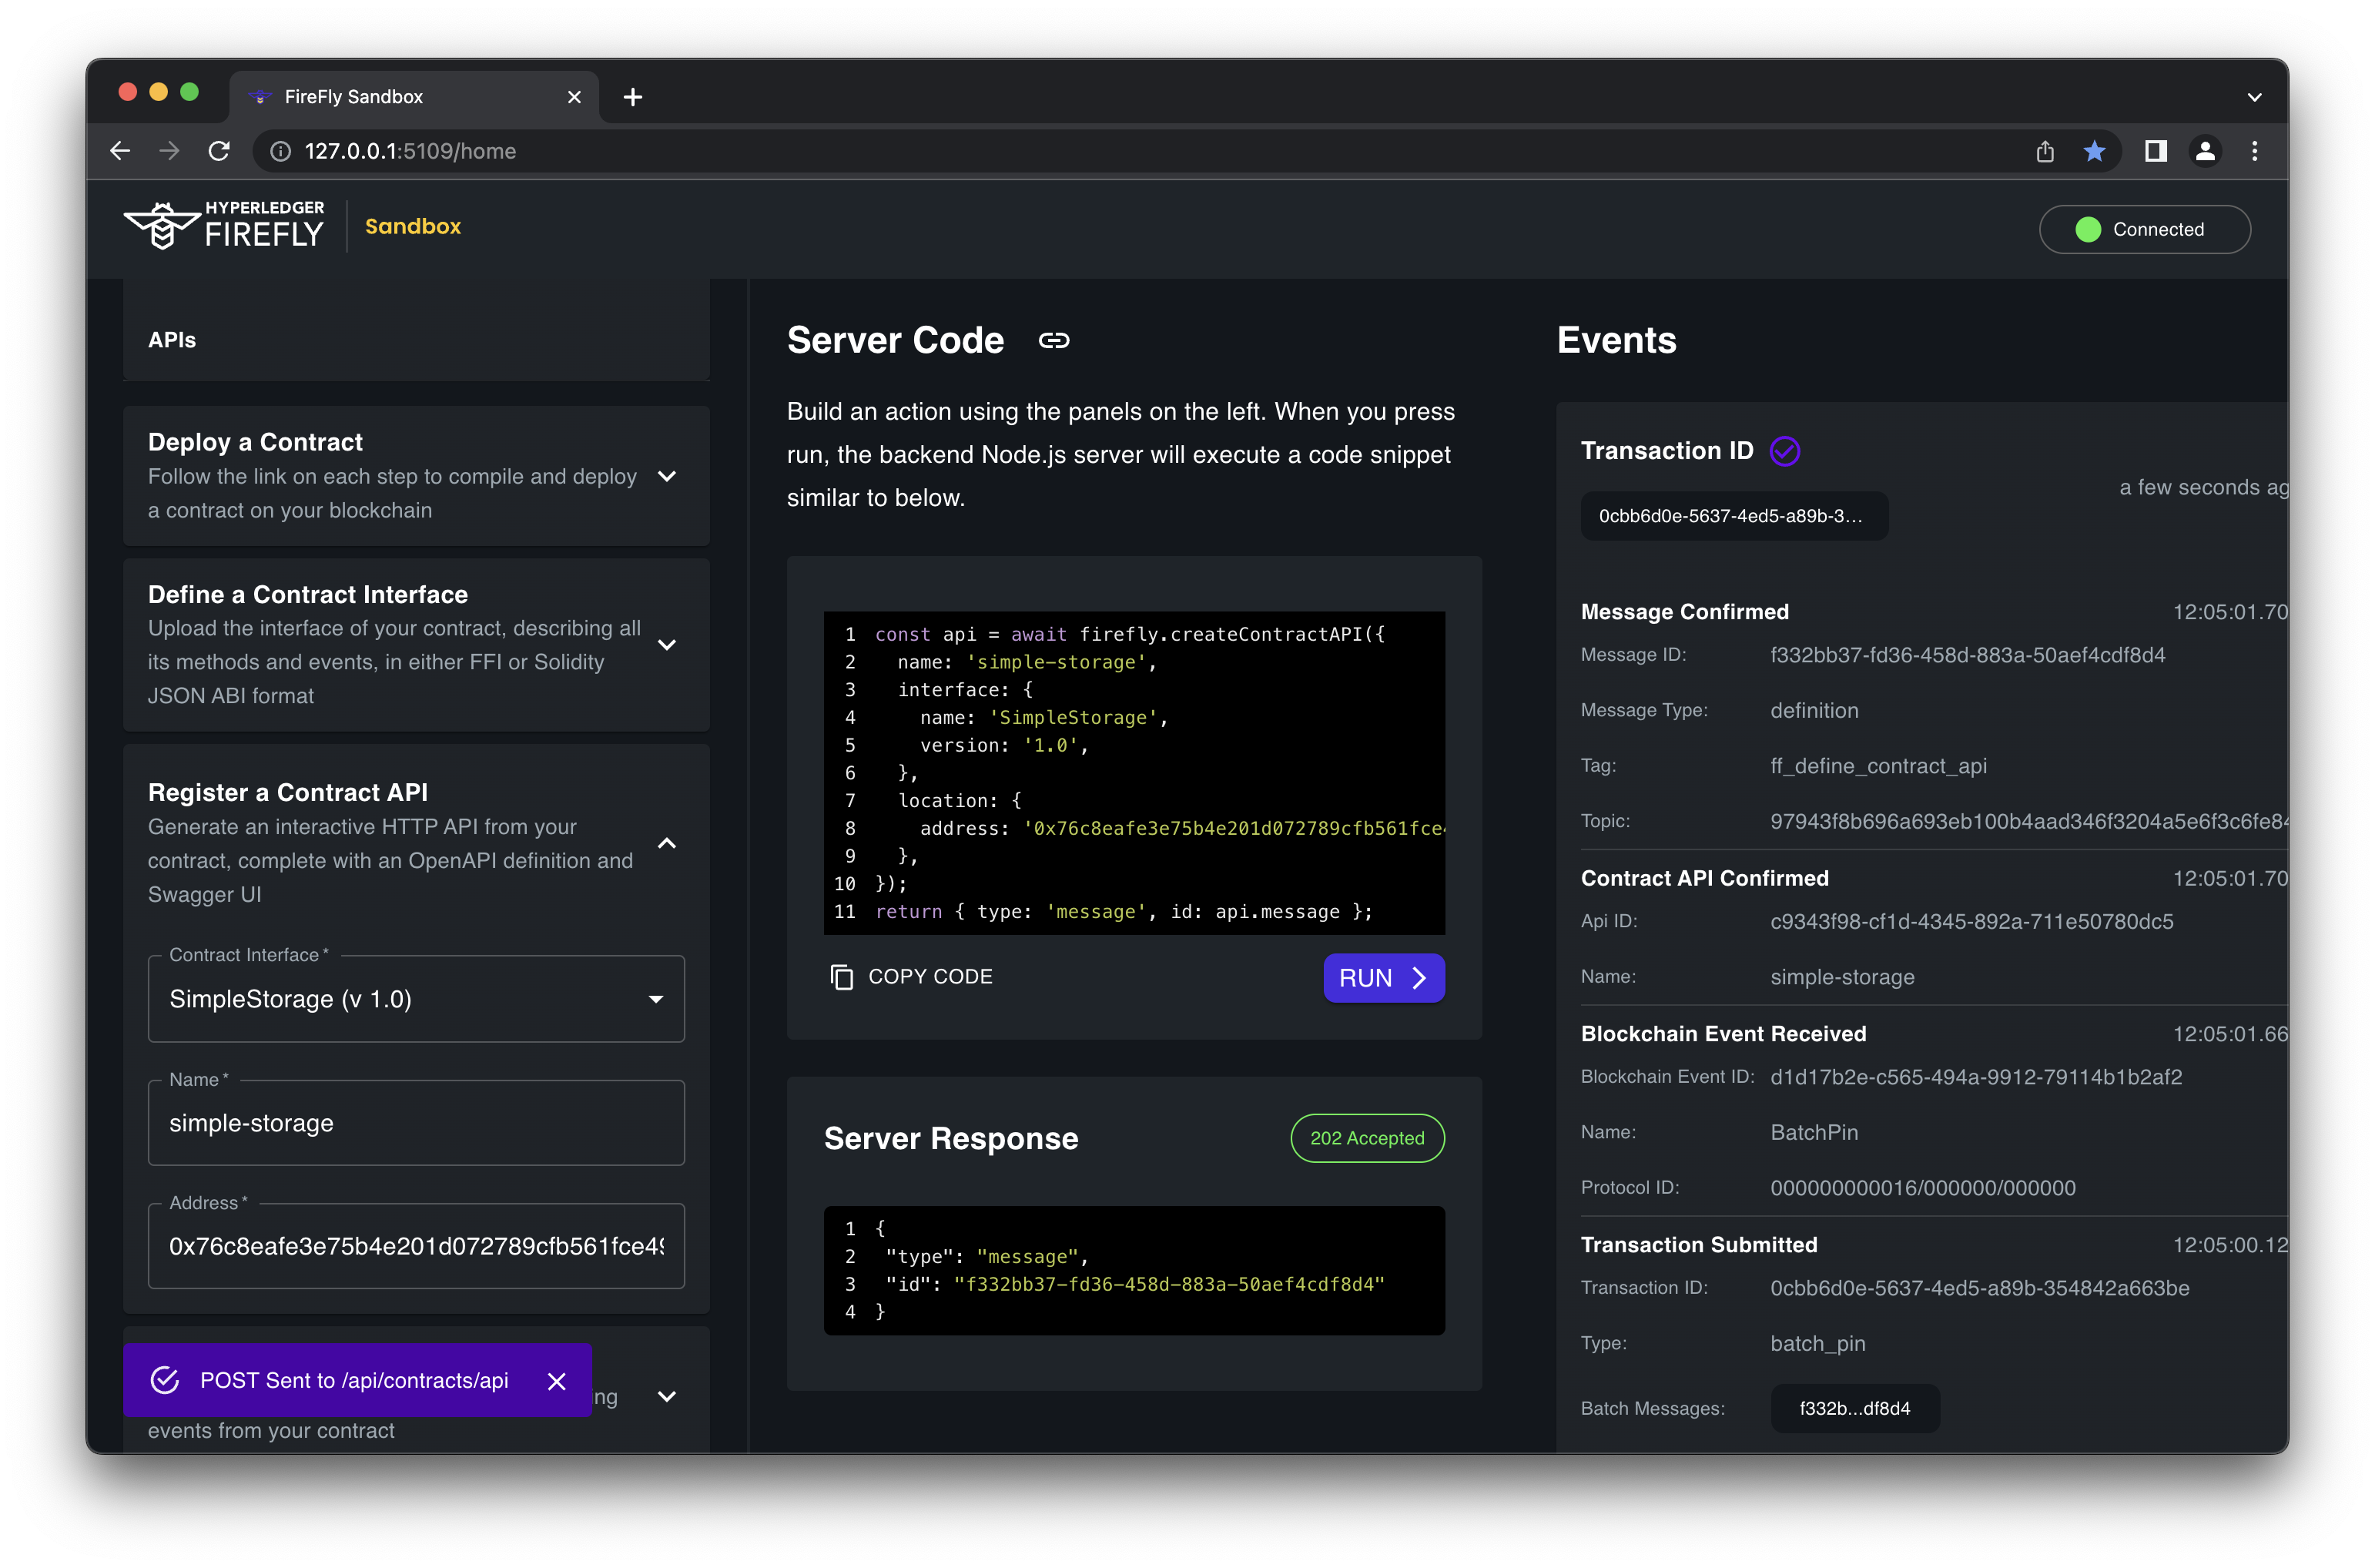 FireFly Sandbox
127.0.0.1:5109/home
HYPERLEDGER
FIREFLY
Sandbox
Connected
APIs
Deploy a Contract
Follow the link on each step to compile and deploy
a contract on your blockchain
Define a Contract Interface
Upload the interface of your contract, describing all
its methods and events, in either FFI or Solidity
JSON ABI format
Register a Contract API
Generate an interactive HTTP API from your
contract, complete with an OpenAPI definition and
Swagger UI
Contract Interface *
SimpleStorage (v 1.0)
Name *
simple-storage
Address *
0x76c8eafe3e75b4e201d072789cfb561fce49
POST Sent to /api/contracts/api
ing
events from your contract
Server Code
Build an action using the panels on the left. When you press
run, the backend Node.js server will execute a code snippet
similar to below.
1 const api = await firefly.createContractAPI({
2 name: 'simple-storage',
3 interface: {
4 name: 'SimpleStorage',
5 version: '1.0',
6 },
7 location: {
8 address: '0x76c8eafe3e75b4e201d072789cfb561fce4
9 },
10 });
11 return { type: 'message', id: api.message };
COPY CODE
RUN
Server Response
202 Accepted
1 {
2 "type": "message",
3 "id": "f332bb37-fd36-458d-883a-50aef4cdf8d4"
4 }
Events
Transaction ID
a few seconds ag
0cbb6d0e-5637-4ed5-a89b-3...
Message Confirmed 12:05:01.70
Message ID: f332bb37-fd36-458d-883a-50aef4cdf8d4
Message Type: definition
Tag: ff_define_contract_api
Topic: 97943f8b696a693eb100b4aad346f3204a5e6f3c6fe84
Contract API Confirmed 12:05:01.70
Api ID: c9343f98-cf1d-4345-892a-711e50780dc5
Name: simple-storage
Blockchain Event Received 12:05:01.66
Blockchain Event ID: d1d17b2e-c565-494a-9912-79114b1b2af2
Name: BatchPin
Protocol ID: 000000000016/000000/000000
Transaction Submitted 12:05:00.12
Transaction ID: 0cbb6d0e-5637-4ed5-a89b-354842a663be
Type: batch_pin
Batch Messages: f332b...df8d4